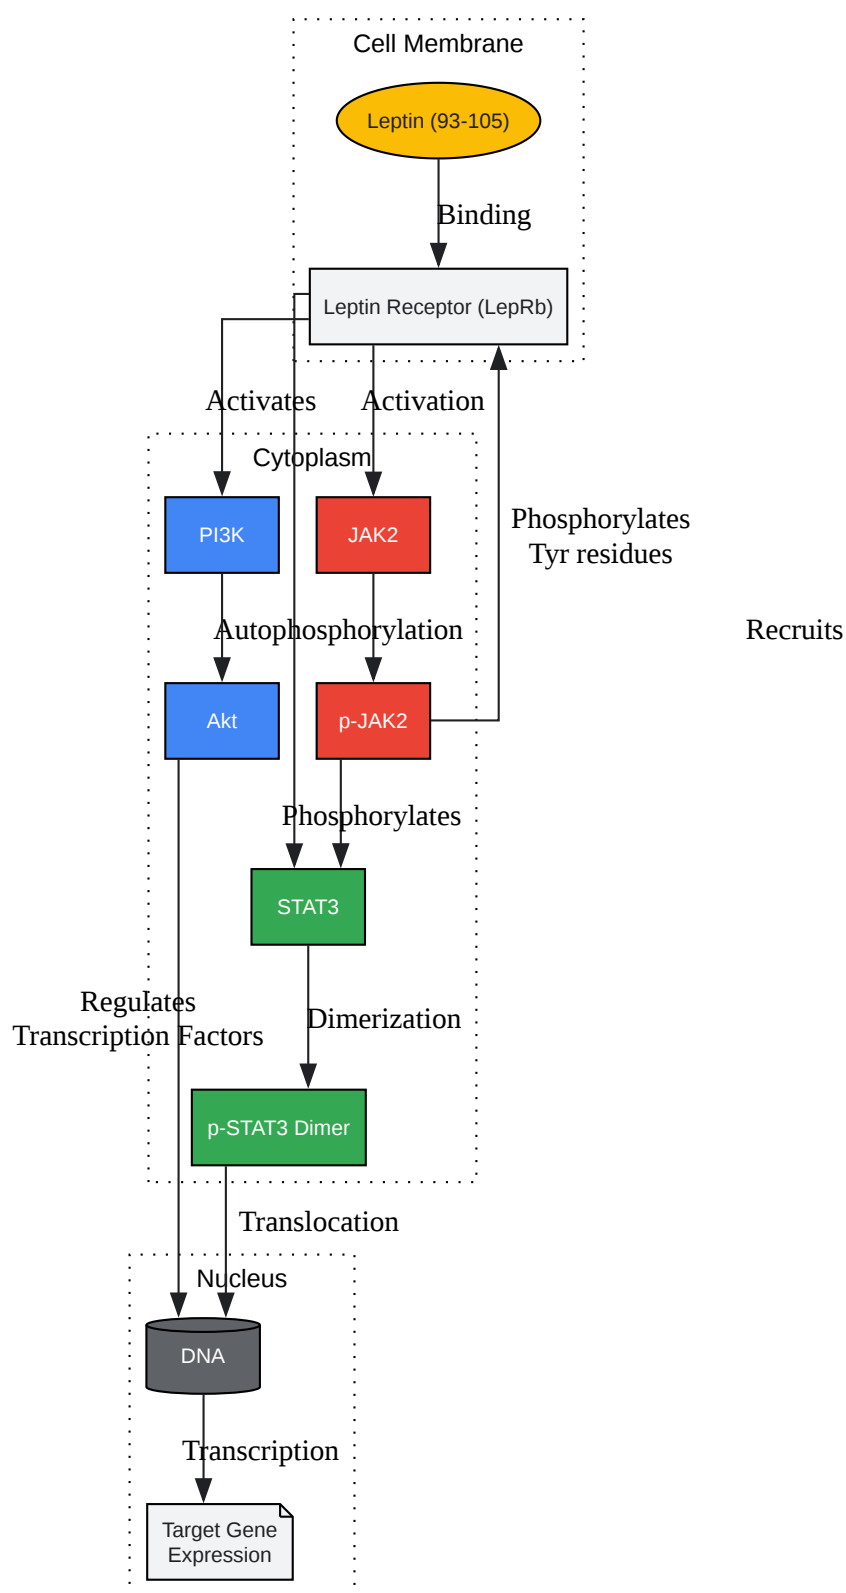 Cell Membrane
Leptin (93-105)
Binding
Leptin Receptor (LepRb)
Activates
Activation
Cytoplasm
PI3K
JAK2
Phosphorylates
Tyr residues
Autophosphorylation
Recruits
Akt
p-JAK2
Phosphorylates
STAT3
Regulates
Transcription Factors
Dimerization
p-STAT3 Dimer
Translocation
Nucleus
DNA
Transcription
Target Gene
Expression